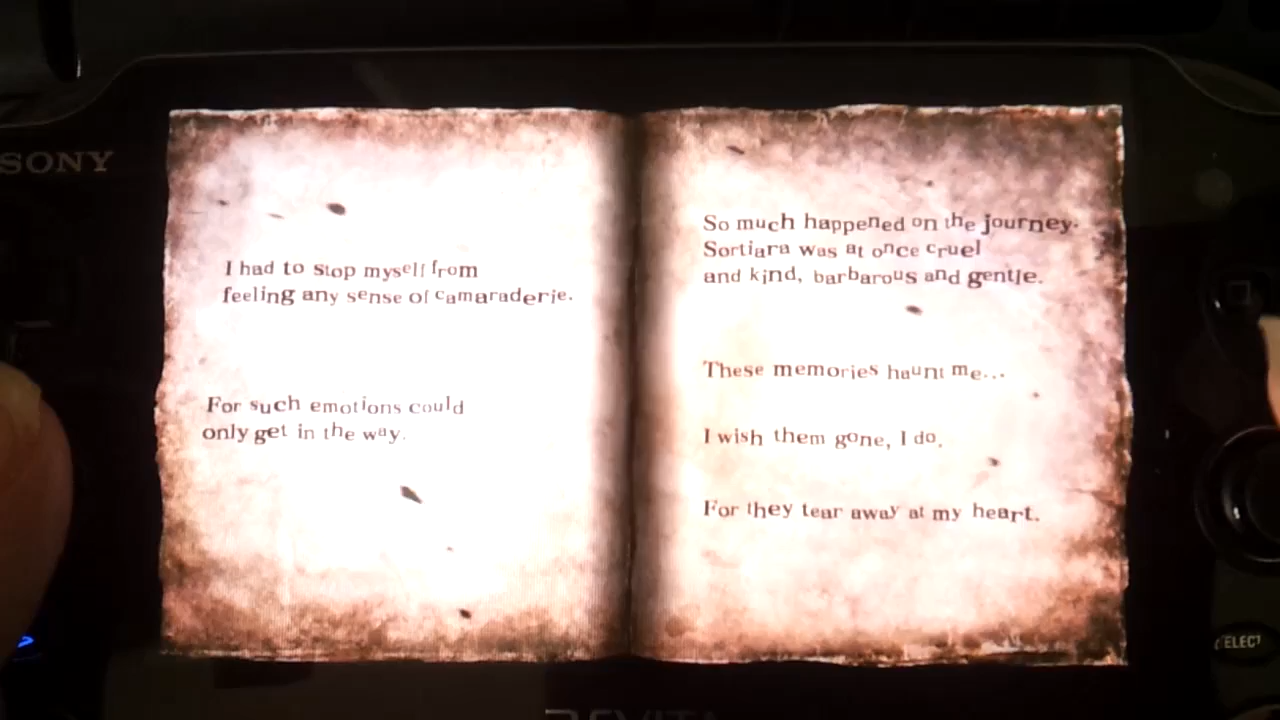 SONY
I had to stop myself from
feeling any sense of camaraderie.
For such emotions could
only get in the way.
So much happened on the journey.
Sortiara was at once cruel
and kind, barbarous and gentle.
These memories haunt me...
I wish them gone, I do.
For they tear away at my heart.
SELECT
PSVITA